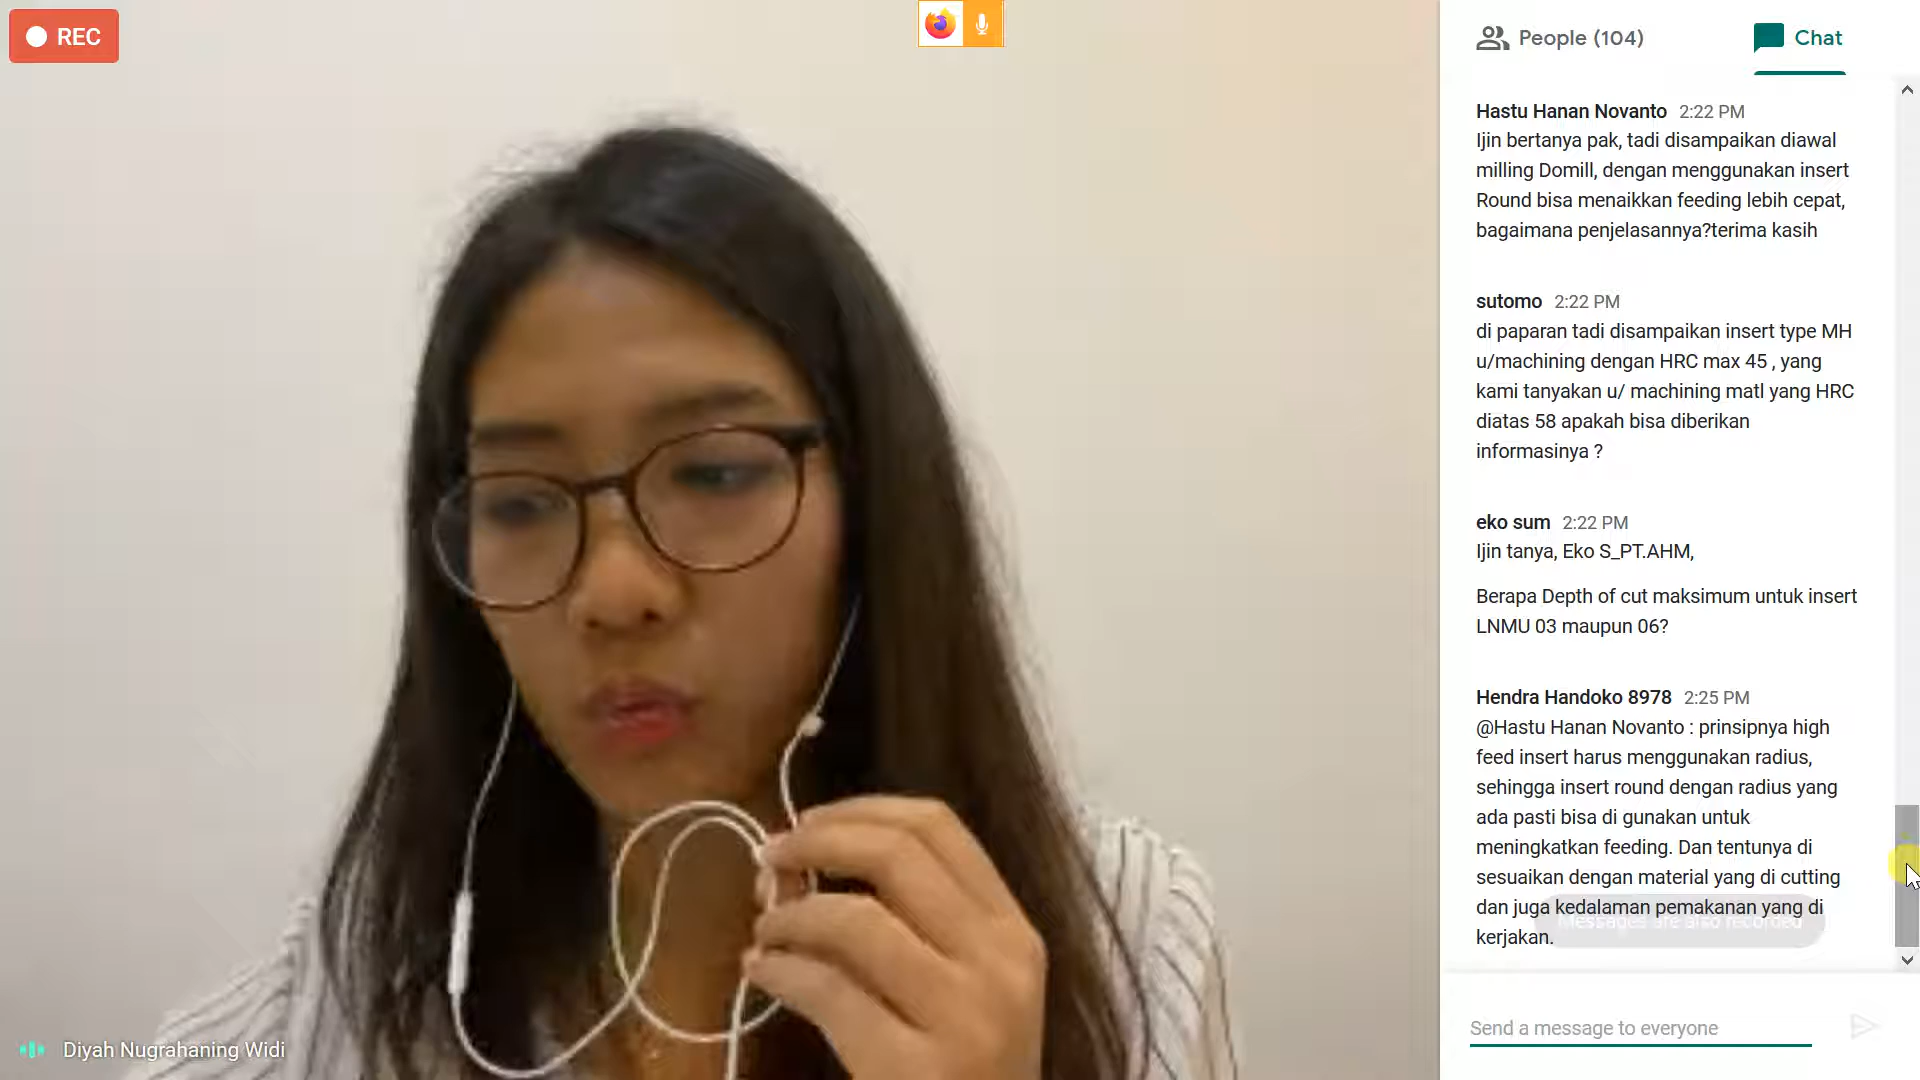 REC
People (104)
Chat
Hastu Hanan Novanto 2:22 PM
Ijin bertanya pak, tadi disampaikan diawal
milling Domill, dengan menggunakan insert
Round bisa menaikkan feeding lebih cepat,
bagaimana penjelasannya?terima kasih
sutomo 2:22 PM
di paparan tadi disampaikan insert type MH
u/machining dengan HRC max 45 , yang
kami tanyakan u/ machining matl yang HRC
diatas 58 apakah bisa diberikan
informasinya ?
eko sum 2:22 PM
Ijin tanya, Eko S_PT.AHM,
Berapa Depth of cut maksimum untuk insert
LNMU 03 maupun 06?
Hendra Handoko 8978 2:25 PM
@Hastu Hanan Novanto : prinsipnya high
feed insert harus menggunakan radius,
sehingga insert round dengan radius yang
ada pasti bisa di gunakan untuk
meningkatkan feeding. Dan tentunya di
sesuaikan dengan material yang di cutting
dan juga kedalaman pemakanan yang di
kerjakan.
Messages are also recorded
Send a message to everyone
Diyah Nugrahaning Widi